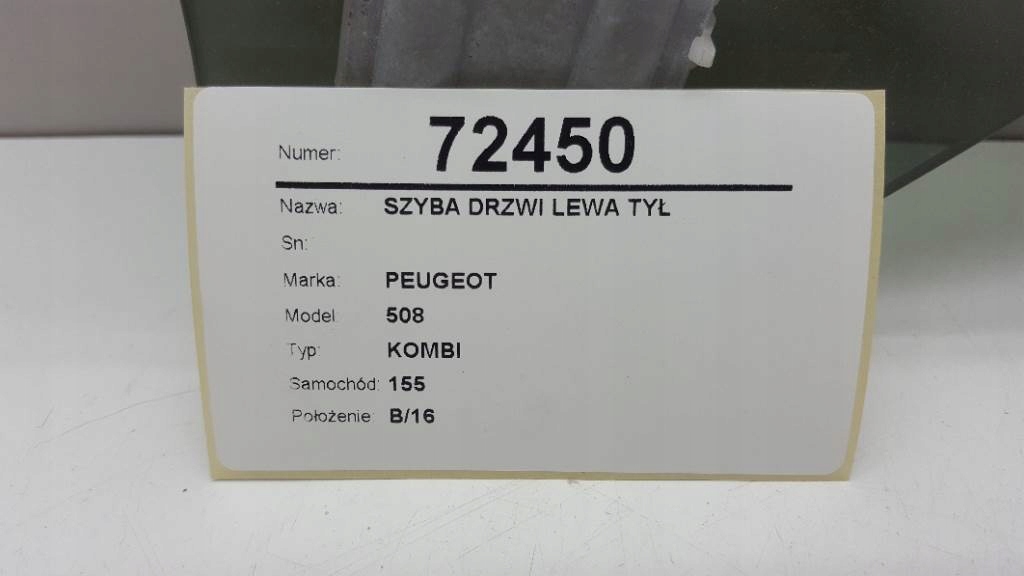 Numer: 72450
Nazwa: SZYBA DRZWI LEWA TYŁ
Sn:
Marka: PEUGEOT
Model: 508
Typ: KOMBI
Samochód: 155
Położenie: B/16